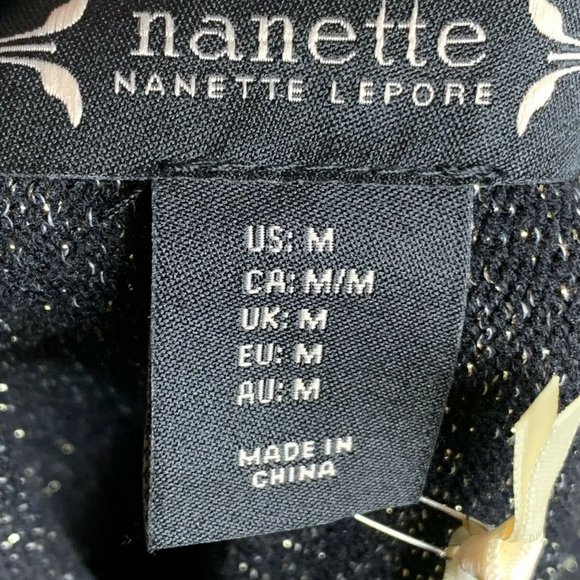 nanette
NANETTE LEPORE
US: M
CA: M/M
UK: M
EU: M
AU: M
MADE IN
CHINA